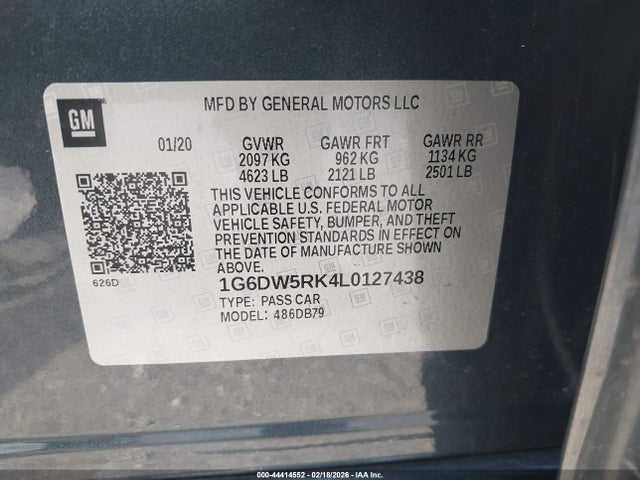 GM
MFD BY GENERAL MOTORS LLC
01/20 GVWR GAWR FRT GAWR RR
2097 KG 962 KG 1134 KG
4623 LB 2121 LB 2501 LB
THIS VEHICLE CONFORMS TO ALL
APPLICABLE U.S. FEDERAL MOTOR
VEHICLE SAFETY, BUMPER, AND THEFT
PREVENTION STANDARDS IN EFFECT ON
THE DATE OF MANUFACTURE SHOWN
ABOVE.
626D
1G6DW5RK4L0127438
TYPE: PASS CAR
MODEL: 486DB79
000-44414552 - 02/18/2026 - IAA Inc.